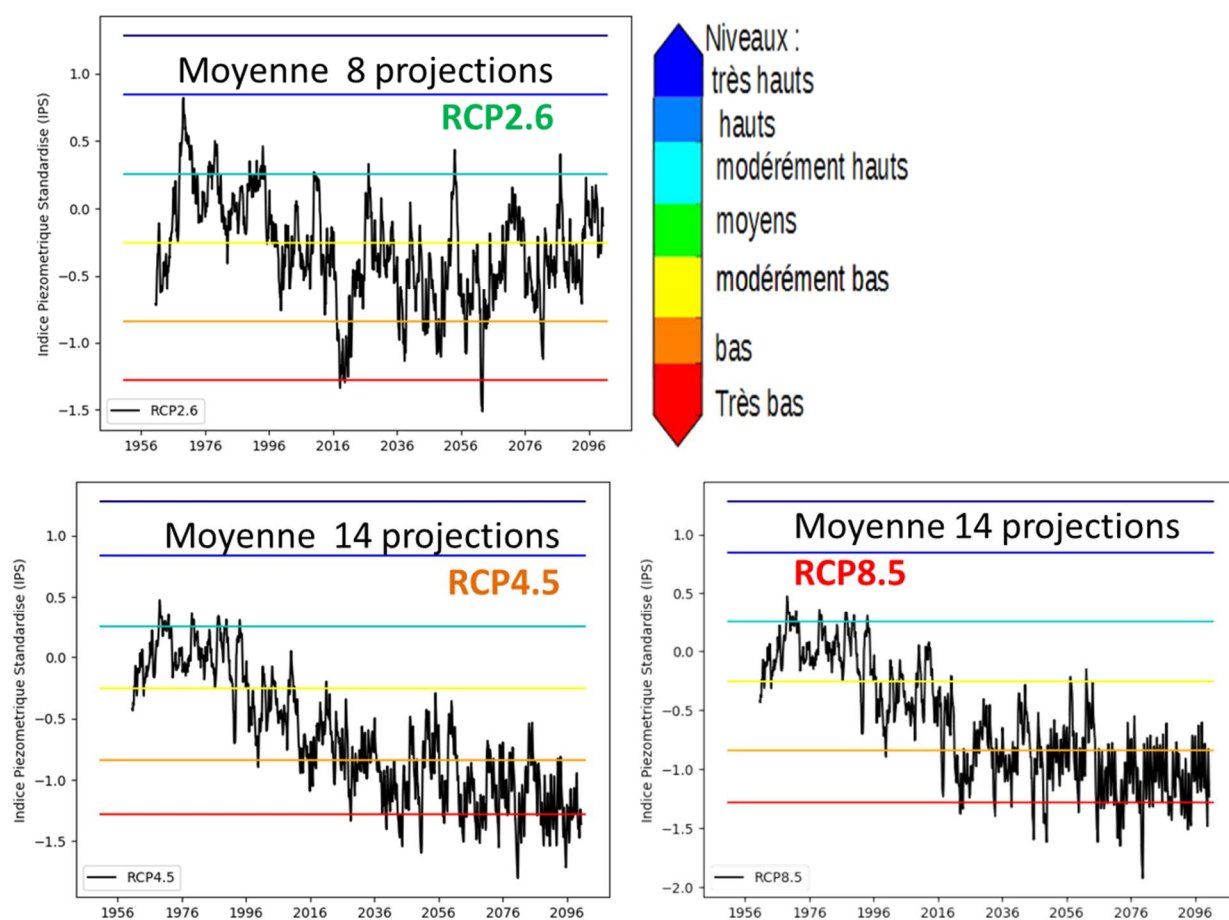 Moyenne 8 projections
RCP2.6
Indice Piezometrique Standardise (IPS)
1.0
0.5
0.0
−0.5
−1.0
−1.5
RCP2.6
1956 1976 1996 2016 2036 2056 2076 2096
Niveaux :
très hauts
hauts
modérément hauts
moyens
modérément bas
bas
Très bas
Moyenne 14 projections
RCP4.5
Indice Piezometrique Standardise (IPS)
1.0
0.5
0.0
−0.5
−1.0
−1.5
RCP4.5
1956 1976 1996 2016 2036 2056 2076 2096
Moyenne 14 projections
RCP8.5
Indice Piezometrique Standardise (IPS)
1.0
0.5
0.0
−0.5
−1.0
−1.5
−2.0
RCP8.5
1956 1976 1996 2016 2036 2056 2076 2096